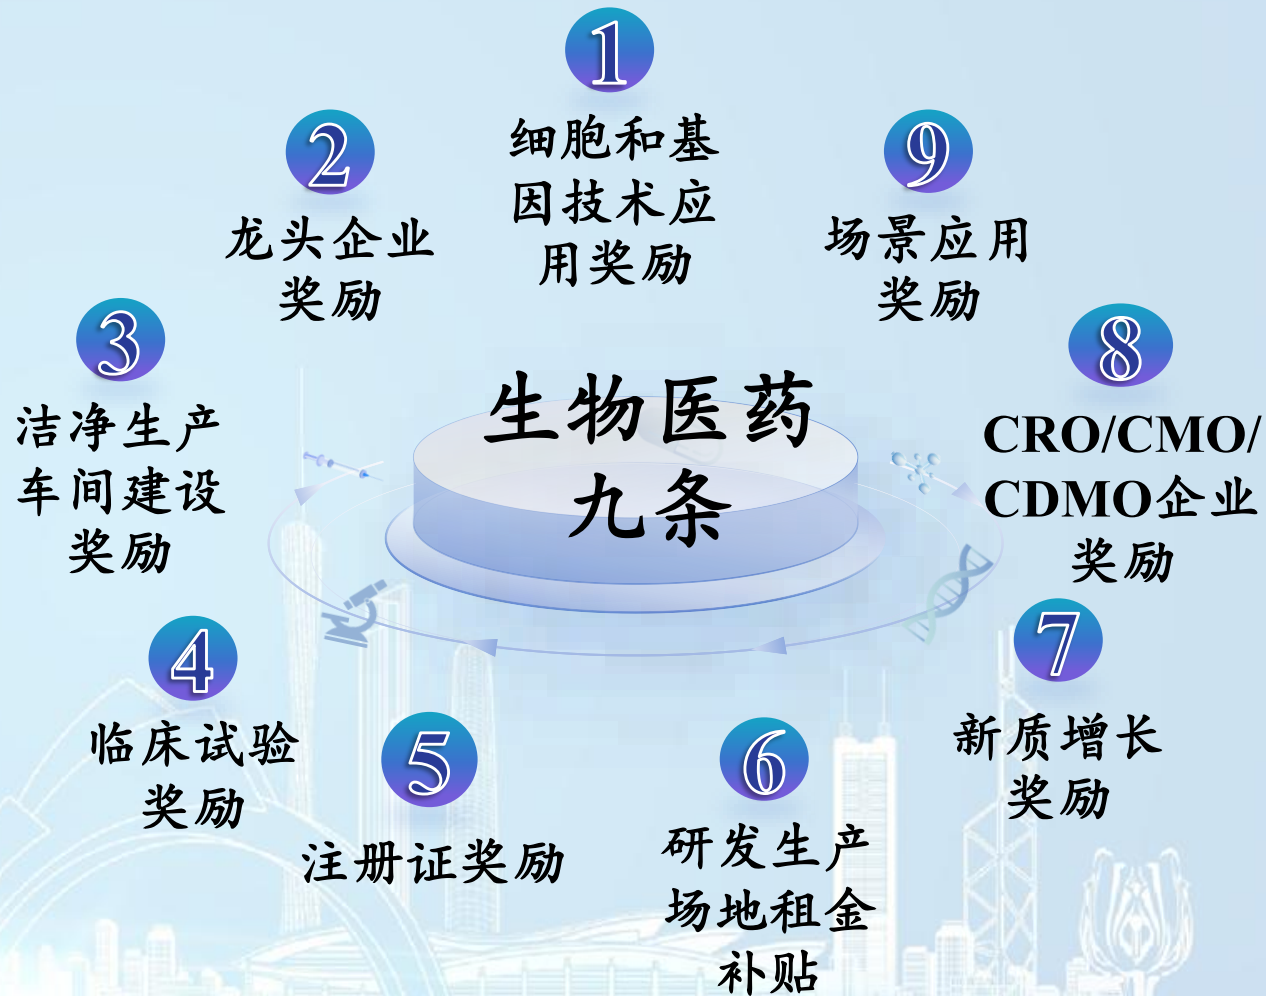 1
细胞和基
因技术应
用奖励
2
龙头企业
奖励
3
洁净生产
车间建设
奖励
4
临床试验
奖励
5
注册证奖励
6
研发生产
场地租金
补贴
7
新质增长
奖励
8
CRO/CMO/
CDMO企业
奖励
9
场景应用
奖励
生物医药
九条